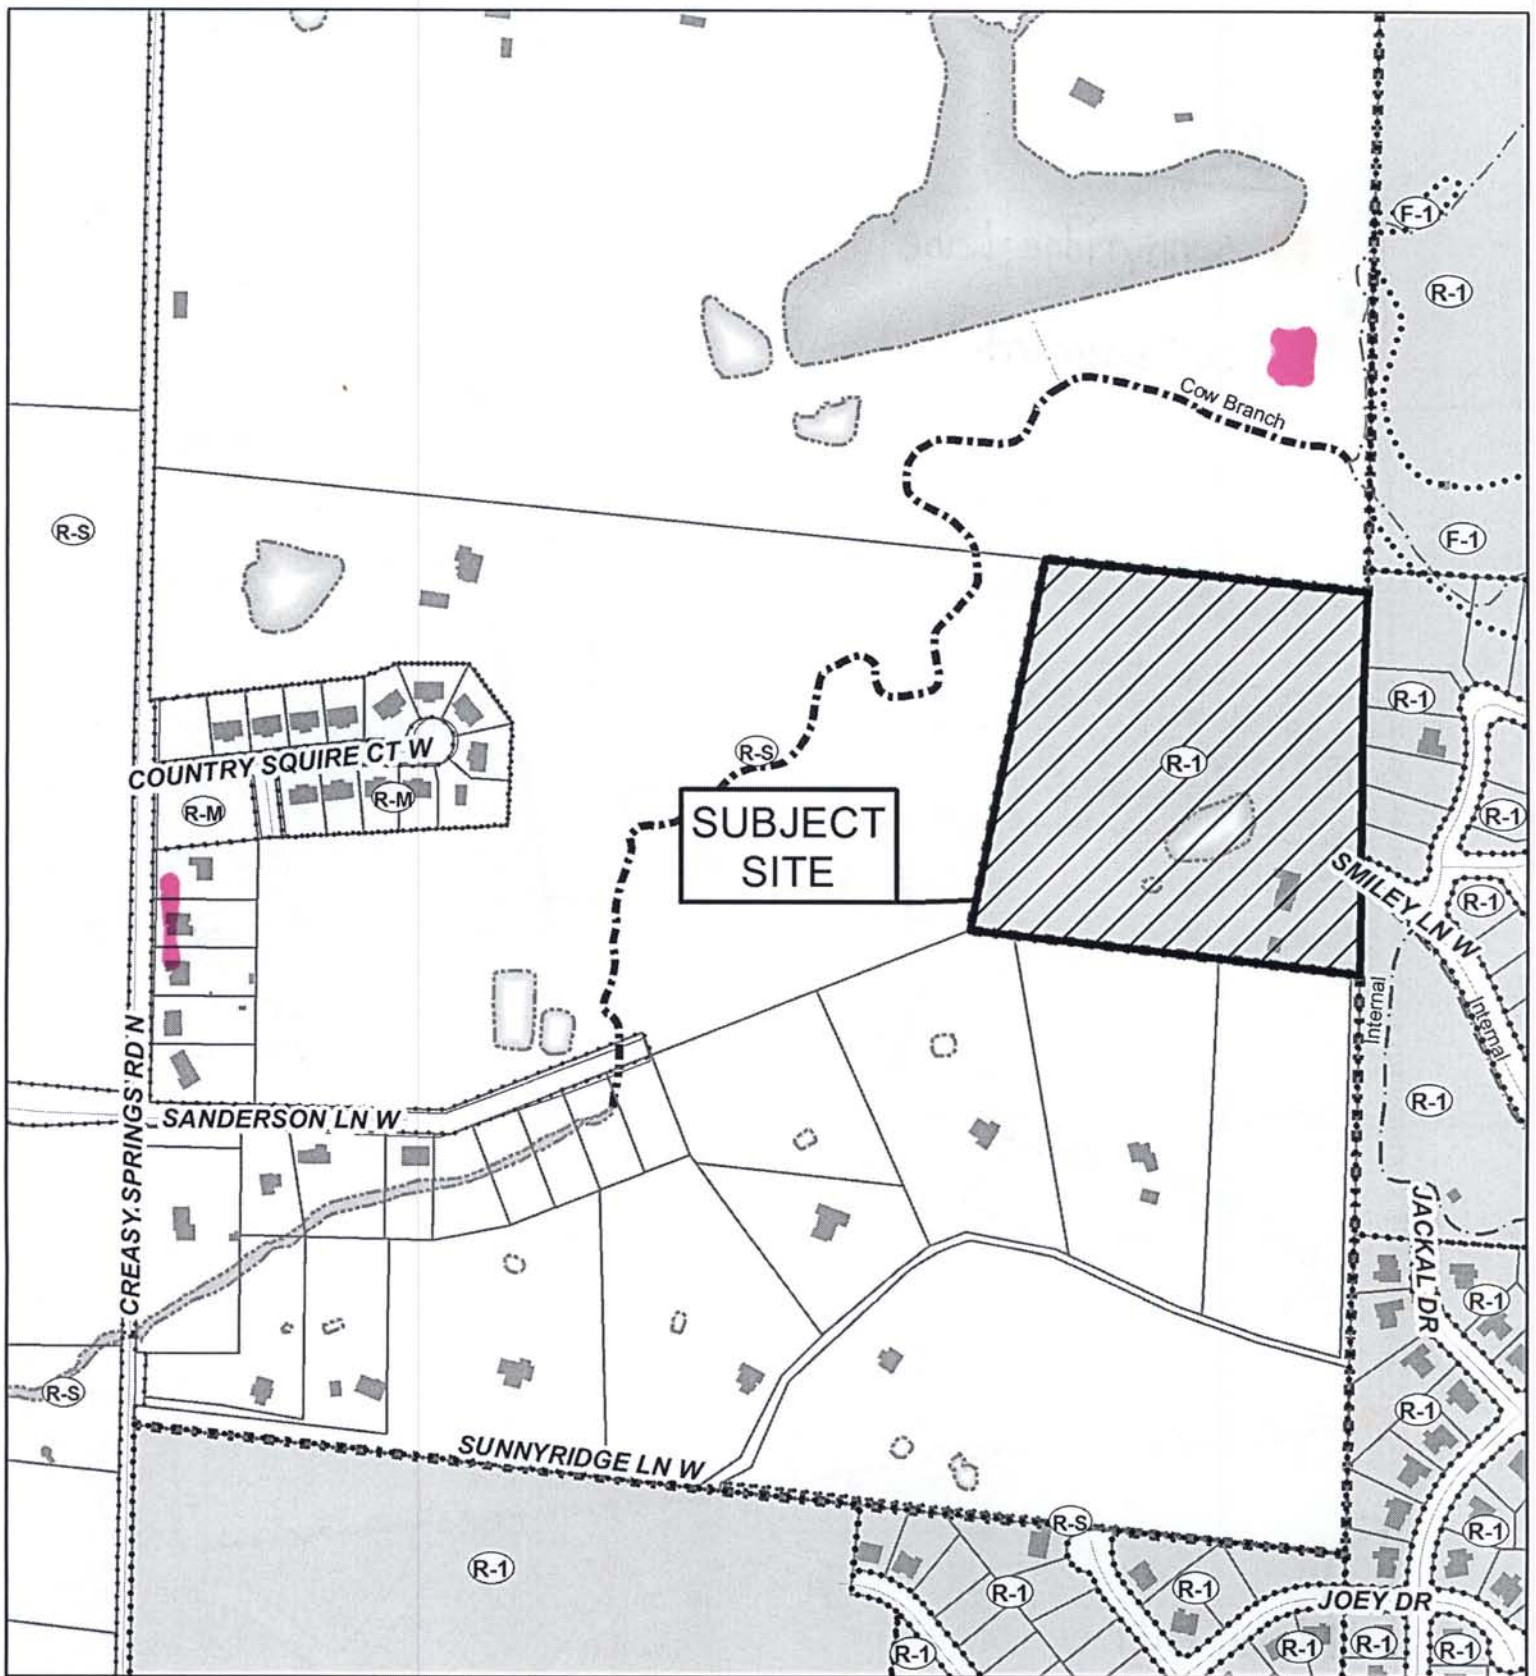 F-1
R-1
Cow Branch
R-S
F-1
R-1
R-S
COUNTRY SQUIRE CT W
R-1
R-M
R-M
SUBJECT
SITE
R-1
SMILEY LN W
R-1
Internal
Internal
CREASY SPRINGS RD N
SANDERSON LN W
R-1
JACKAL DR
R-1
R-S
R-1
SUNNYRIDGE LN W
R-S
R-1
R-1
R-1
R-1
JOEY DR
R-1
R-1
R-1
R-1